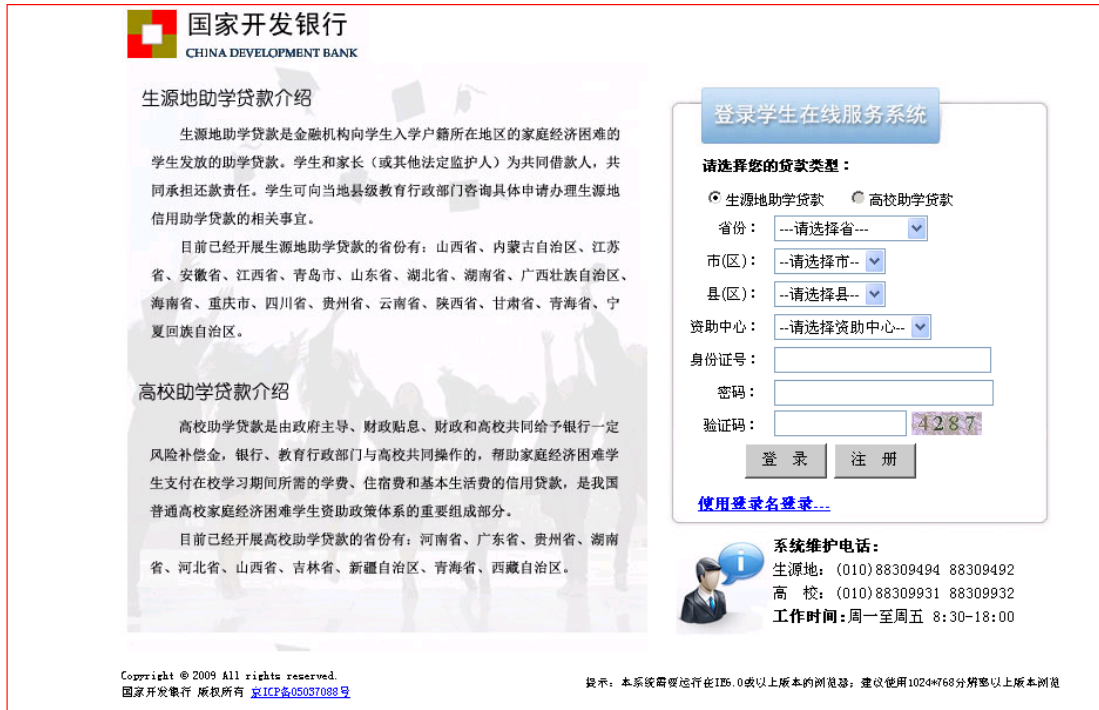 国家开发银行
CHINA DEVELOPMENT BANK
生源地助学贷款介绍
生源地助学贷款是金融机构向学生入学户籍所在地区的家庭经济困难的
学生发放的助学贷款。学生和家长（或其他法定监护人）为共同借款人，共
同承担还款责任。学生可向当地县级教育行政部门咨询具体申请办理生源地
信用助学贷款的相关事宜。
目前已经开展生源地助学贷款的省份有：山西省、内蒙古自治区、江苏
省、安徽省、江西省、青岛市、山东省、湖北省、湖南省、广西壮族自治区、
海南省、重庆市、四川省、贵州省、云南省、陕西省、甘肃省、青海省、宁
夏回族自治区。
高校助学贷款介绍
高校助学贷款是由政府主导、财政贴息、财政和高校共同给予银行一定
风险补偿金，银行、教育行政部门与高校共同操作的，帮助家庭经济困难学
生支付在校学习期间所需的学费、住宿费和基本生活费的信用贷款，是我国
普通高校家庭经济困难学生资助政策体系的重要组成部分。
目前已经开展高校助学贷款的省份有：河南省、广东省、贵州省、湖南
省、河北省、山西省、吉林省、新疆自治区、青海省、西藏自治区。
登录学生在线服务系统
请选择您的贷款类型：
生源地助学贷款 高校助学贷款
省份： ---请选择省---
市(区)： --请选择市--
县(区)： --请选择县--
资助中心： --请选择资助中心--
身份证号：
密码：
验证码： 4287
登 录 注 册
使用登录名登录...
系统维护电话：
生源地：(010)88309494 88309492
高 校：(010)88309931 88309932
工作时间:周一至周五 8:30-18:00
Copyright © 2009 All rights reserved.
国家开发银行 版权所有 京ICP备05037088号
提示：本系统需要运行在IE6.0或以上版本的浏览器；建议使用1024*768分辨率以上版本浏览